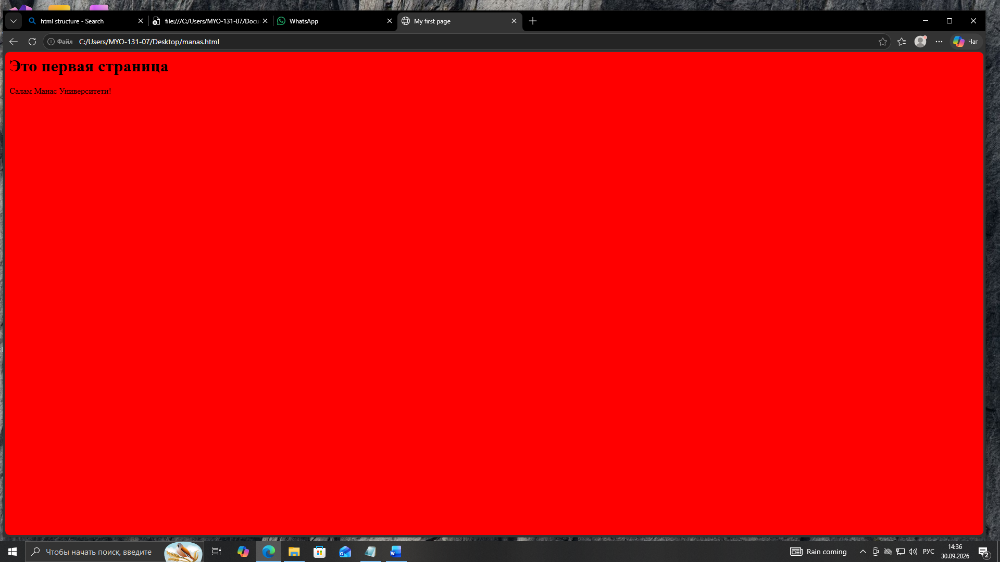 html structure - Search
file:///C:/Users/MYO-131-07/Docu
WhatsApp
My first page
Файл C:/Users/MYO-131-07/Desktop/manas.html
Чат
Это первая страница
Салам Манас Университети!
Чтобы начать поиск, введите
Rain coming
РУС
14:36
30.09.2026
2